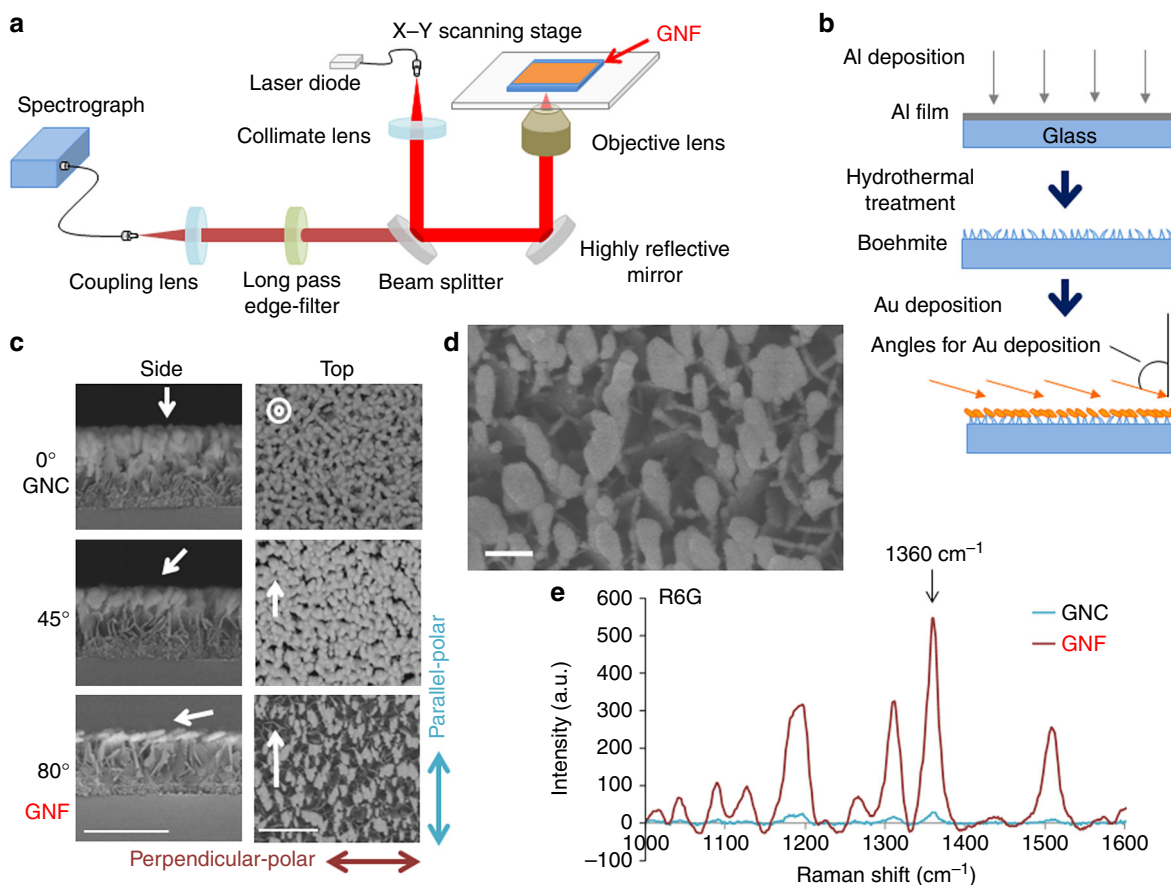 a
X–Y scanning stage
GNF
Laser diode
Spectrograph
Collimate lens
Objective lens
Coupling lens
Long pass
edge-filter
Beam splitter
Highly reflective
mirror
b
Al deposition
Al film
Glass
Hydrothermal
treatment
Boehmite
Au deposition
Angles for Au deposition
c
Side
Top
0°
GNC
45°
80°
GNF
Parallel-polar
Perpendicular-polar
d
e
R6G
1360 cm⁻¹
GNC
GNF
Intensity (a.u.)
600
500
400
300
200
100
0
–100
1000
1100
1200
1300
1400
1500
1600
Raman shift (cm⁻¹)